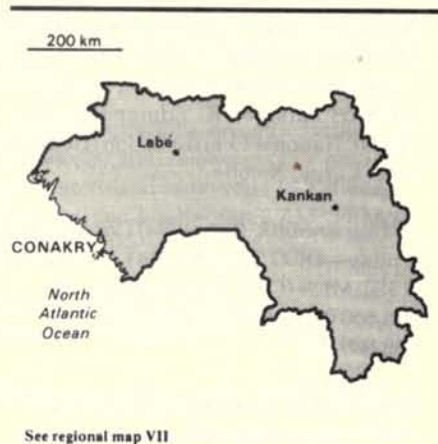 200 km
Labé
Kankan
CONAKRY
North
Atlantic
Ocean
See regional map VII